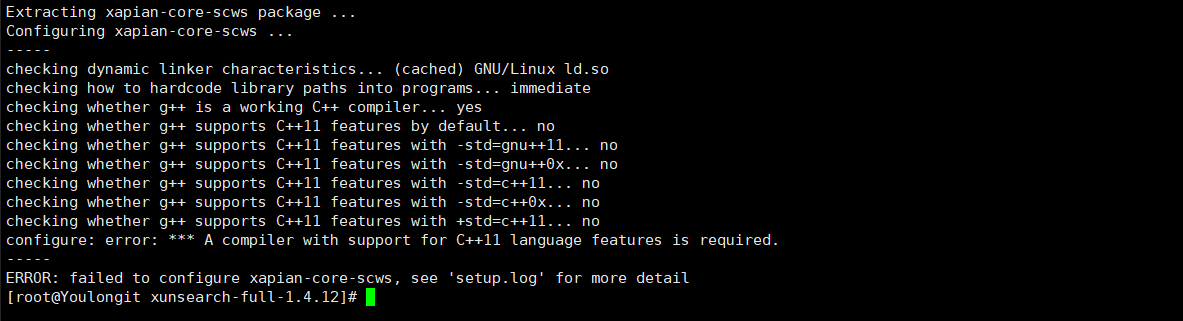 Extracting xapian-core-scws package ...
Configuring xapian-core-scws ...
-----
checking dynamic linker characteristics... (cached) GNU/Linux ld.so
checking how to hardcode library paths into programs... immediate
checking whether g++ is a working C++ compiler... yes
checking whether g++ supports C++11 features by default... no
checking whether g++ supports C++11 features with -std=gnu++11... no
checking whether g++ supports C++11 features with -std=gnu++0x... no
checking whether g++ supports C++11 features with -std=c++11... no
checking whether g++ supports C++11 features with -std=c++0x... no
checking whether g++ supports C++11 features with +std=c++11... no
configure: error: *** A compiler with support for C++11 language features is required.
-----
ERROR: failed to configure xapian-core-scws, see 'setup.log' for more detail
[root@Youlongit xunsearch-full-1.4.12]#